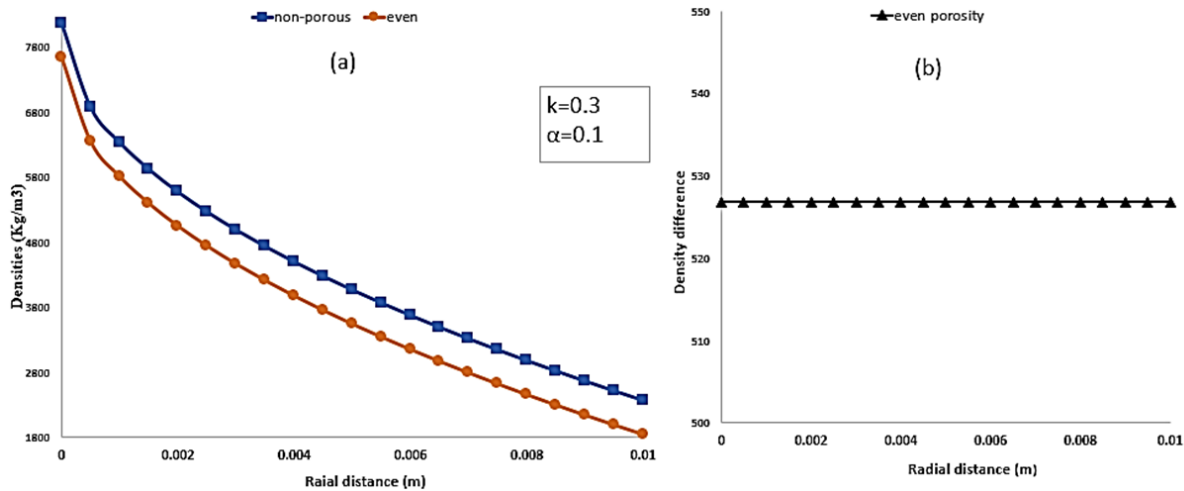 non-porous even
(a)
k=0.3
α=0.1
Densities (Kg/m3)
7800
6800
5800
4800
3800
2800
1800
0 0.002 0.004 0.006 0.008 0.01
Raial distance (m)
even porosity
(b)
Density difference
550
540
530
520
510
500
0 0.002 0.004 0.006 0.008 0.01
Radial distance (m)